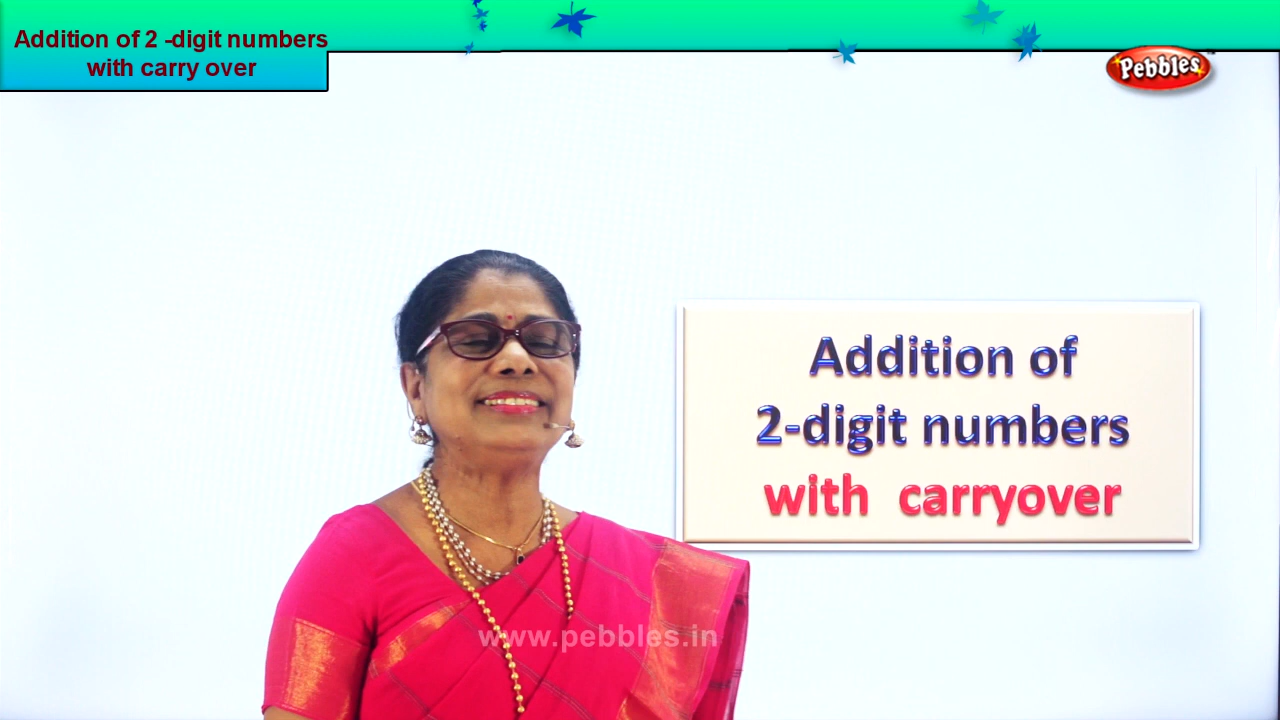 Addition of 2 -digit numbers
with carry over
Pebbles
Addition of
2-digit numbers
with carryover
www.pebbles.in